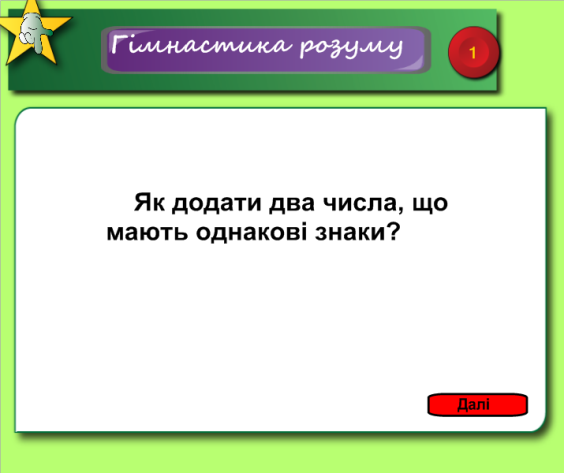 Гімнастика розуму
1
Як додати два числа, що
мають однакові знаки?
Далі